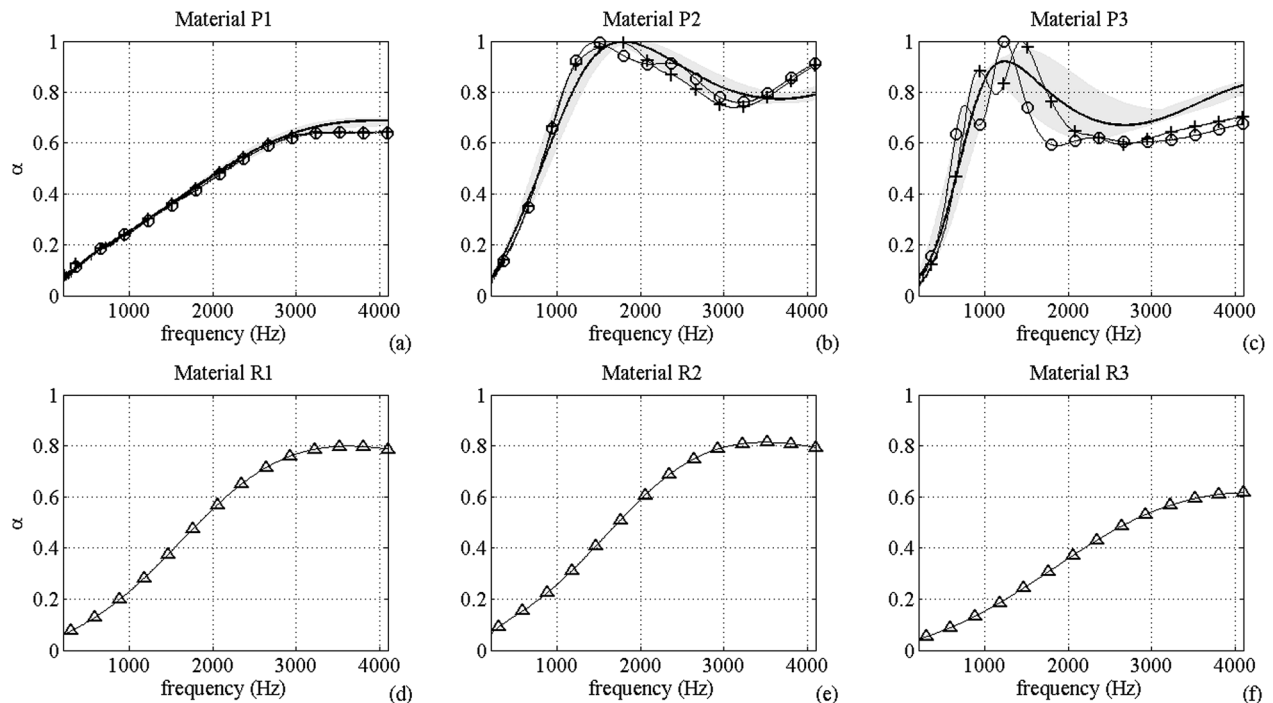 Material P1
1
0.8
0.6
0.4
0.2
0
α
1000 2000 3000 4000
frequency (Hz)
(a)
Material P2
1
0.8
0.6
0.4
0.2
0
1000 2000 3000 4000
frequency (Hz)
(b)
Material P3
1
0.8
0.6
0.4
0.2
0
1000 2000 3000 4000
frequency (Hz)
(c)
Material R1
1
0.8
0.6
0.4
0.2
0
α
1000 2000 3000 4000
frequency (Hz)
(d)
Material R2
1
0.8
0.6
0.4
0.2
0
1000 2000 3000 4000
frequency (Hz)
(e)
Material R3
1
0.8
0.6
0.4
0.2
0
1000 2000 3000 4000
frequency (Hz)
(f)